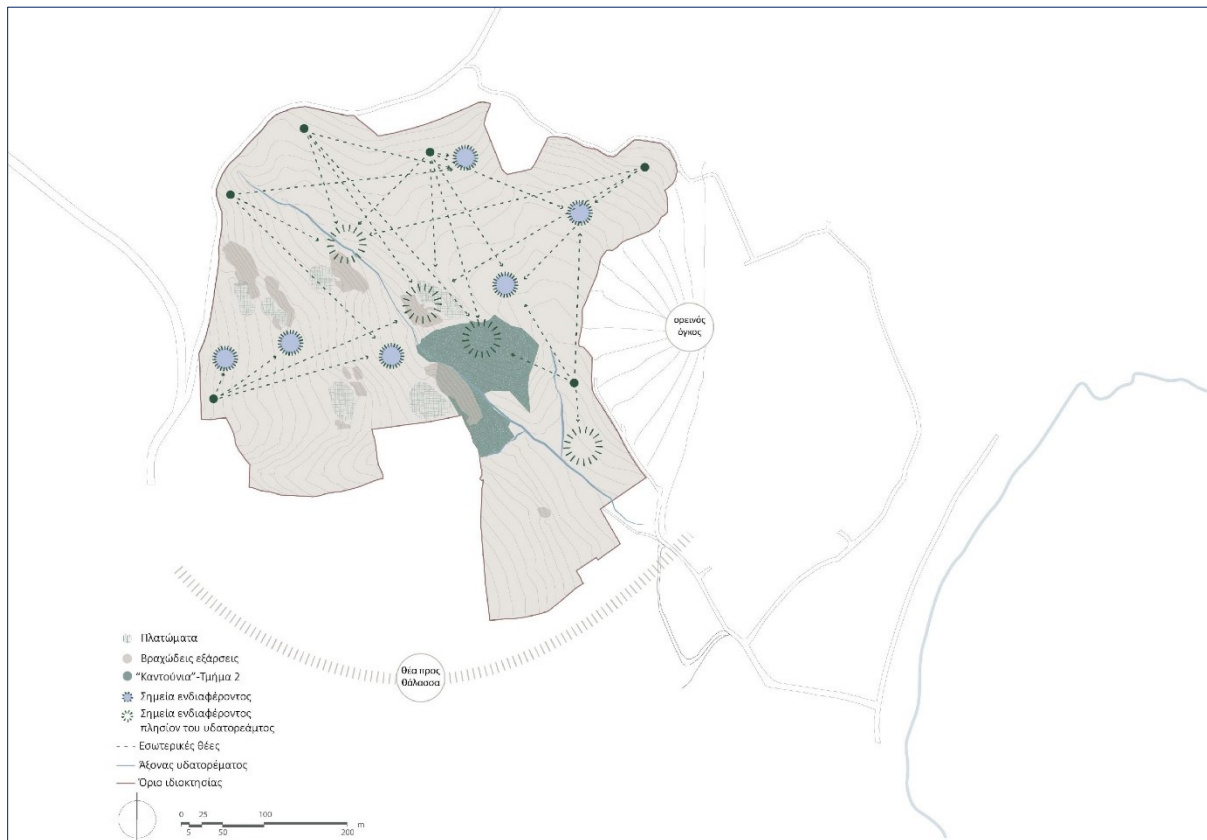 ορεινός
όγκος
θέα προς
θάλασσα
Πλατώματα
Βραχώδεις εξάρσεις
"Καντούνια"-Τμήμα 2
Σημεία ενδιαφέροντος
Σημεία ενδιαφέροντος
πλησίον του υδατορεάμτος
Εσωτερικές θέες
Άξονας υδατορέματος
Όριο ιδιοκτησίας
0 25 100
5 50 200 m